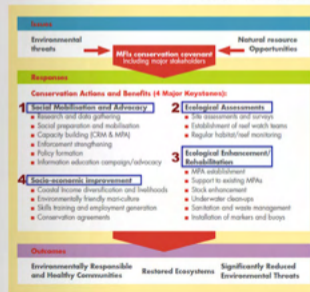 Issues
Environmental threats
Natural resource Opportunities
MFIs conservation covenant
including major stakeholders
Responses
Conservation Actions and Benefits (4 Major Keystones):
1 Social Mobilisation and Advocacy
Research and data gathering
Social preparation and mobilisation
Capacity building (CRM & MPA)
Enforcement strengthening
Policy formation
Information education campaign/advocacy
4 Socio-economic improvement
Coastal Income diversification and livelihoods
Environmentally friendly mariculture
Skills training and employment generation
Conservation agreements
2 Ecological Assessments
Site assessments and surveys
Establishment of reef watch teams
Regular habitat/reef monitoring
3 Ecological Enhancement/
Rehabilitation
MPA establishment
Support to existing MPAs
Stock enhancement
Underwater clean-ups
Sanitation and waste management
Installation of markers and buoys
Outcomes
Environmentally Responsible
and Healthy Communities
Restored Ecosystems
Significantly Reduced
Environmental Threats